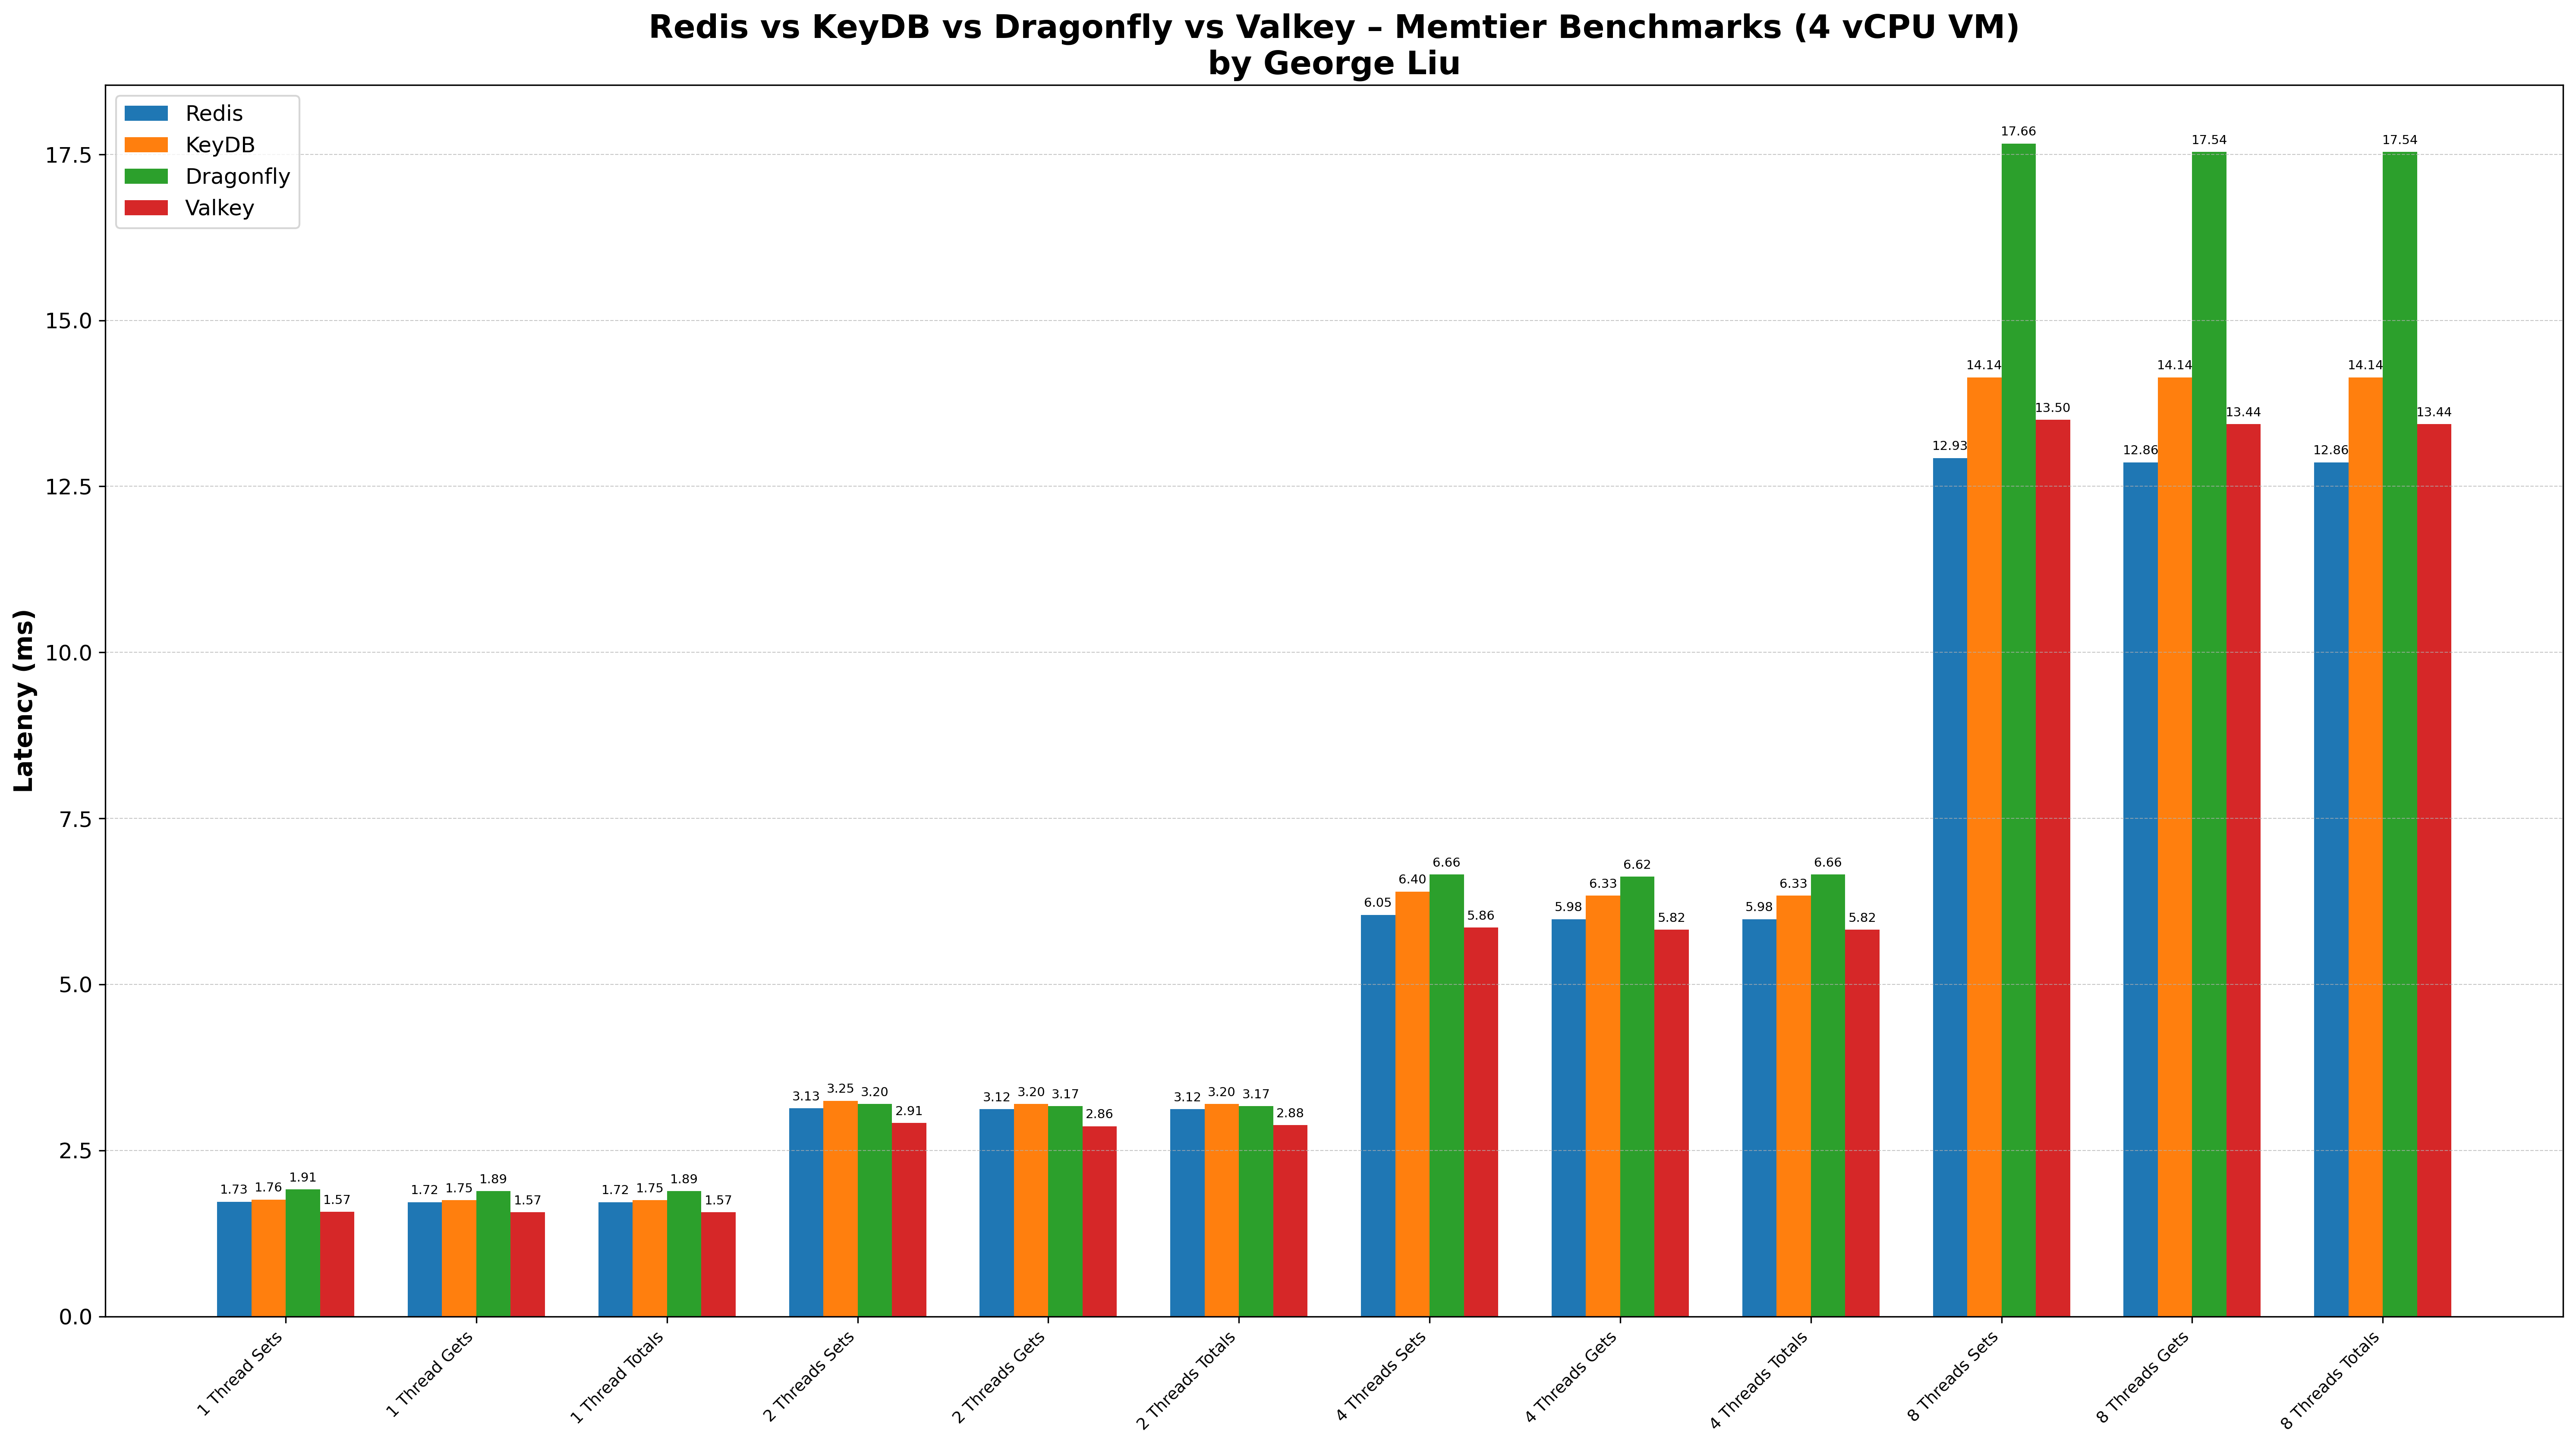 Redis vs KeyDB vs Dragonfly vs Valkey – Memtier Benchmarks (4 vCPU VM)
by George Liu
Redis
KeyDB
Dragonfly
Valkey
Latency (ms)
17.5
15.0
12.5
10.0
7.5
5.0
2.5
0.0
1.73 1.76 1.91 1.57
1.72 1.75 1.89 1.57
1.72 1.75 1.89 1.57
3.13 3.25 3.20 2.91
3.12 3.20 3.17 2.86
3.12 3.20 3.17 2.88
6.05 6.40 6.66 5.86
5.98 6.33 6.62 5.82
5.98 6.33 6.66 5.82
12.93 14.14 17.66 13.50
12.86 14.14 17.54 13.44
12.86 14.14 17.54 13.44
1 Thread Sets
1 Thread Gets
1 Thread Totals
2 Threads Sets
2 Threads Gets
2 Threads Totals
4 Threads Sets
4 Threads Gets
4 Threads Totals
8 Threads Sets
8 Threads Gets
8 Threads Totals